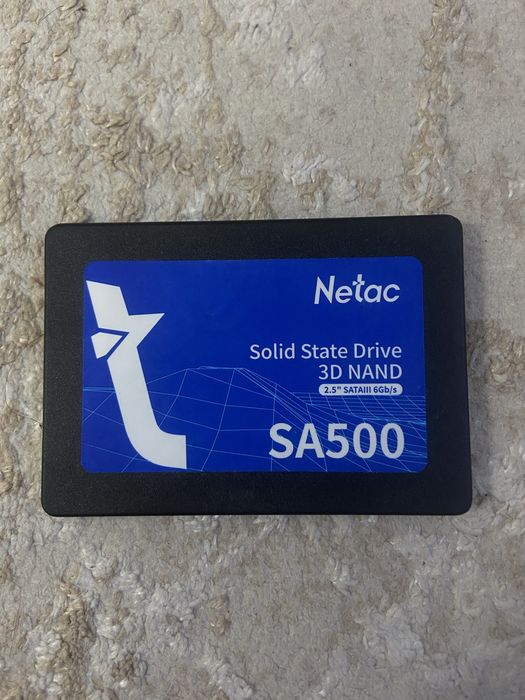 Netac
Solid State Drive
3D NAND
2.5" SATAIII 6Gb/s
SA500